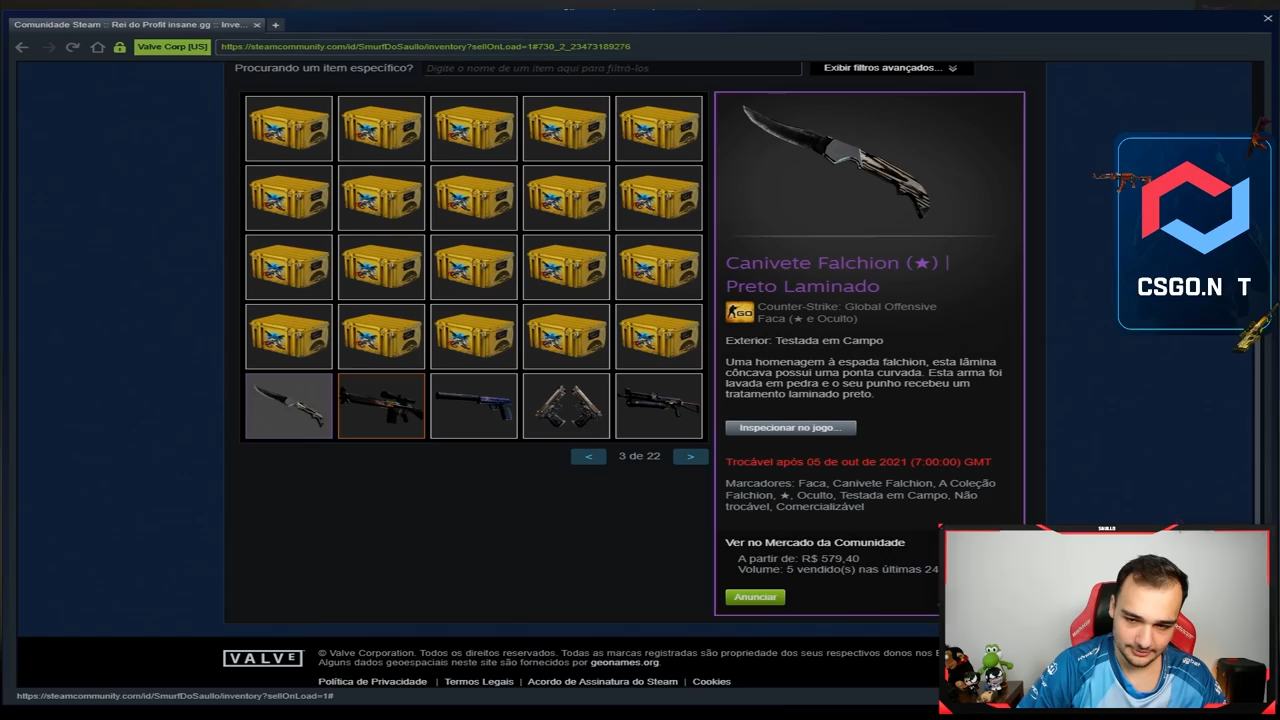 Comunidade Steam :: Rei do Profit insane.gg :: Inve...
Valve Corp [US]
https://steamcommunity.com/id/SmurfDoSaullo/inventory?sellOnLoad=1#730_2_23473189276
Procurando um item específico?
Digite o nome de um item aqui para filtrá-los
Exibir filtros avançados...
Canivete Falchion (★) |
Preto Laminado
GO
Counter-Strike: Global Offensive
Faca (★ e Oculto)
Exterior: Testada em Campo
Uma homenagem à espada falchion, esta lâmina
côncava possui uma ponta curvada. Esta arma foi
lavada em pedra e o seu punho recebeu um
tratamento laminado preto.
Inspecionar no jogo...
Trocável após 05 de out de 2021 (7:00:00) GMT
Marcadores: Faca, Canivete Falchion, A Coleção
Falchion, ★, Oculto, Testada em Campo, Não
trocável, Comercializável
Ver no Mercado da Comunidade
A partir de: R$ 579,40
Volume: 5 vendido(s) nas últimas 24
Anunciar
< 3 de 22 >
CSGO.N T
SAULLO
VALVE
© Valve Corporation. Todos os direitos reservados. Todas as marcas registradas são propriedade dos seus respectivos donos nos E
Alguns dados geoespaciais neste site são fornecidos por geonames.org.
Política de Privacidade | Termos Legais | Acordo de Assinatura do Steam | Cookies
https://steamcommunity.com/id/SmurfDoSaullo/inventory?sellOnLoad=1#